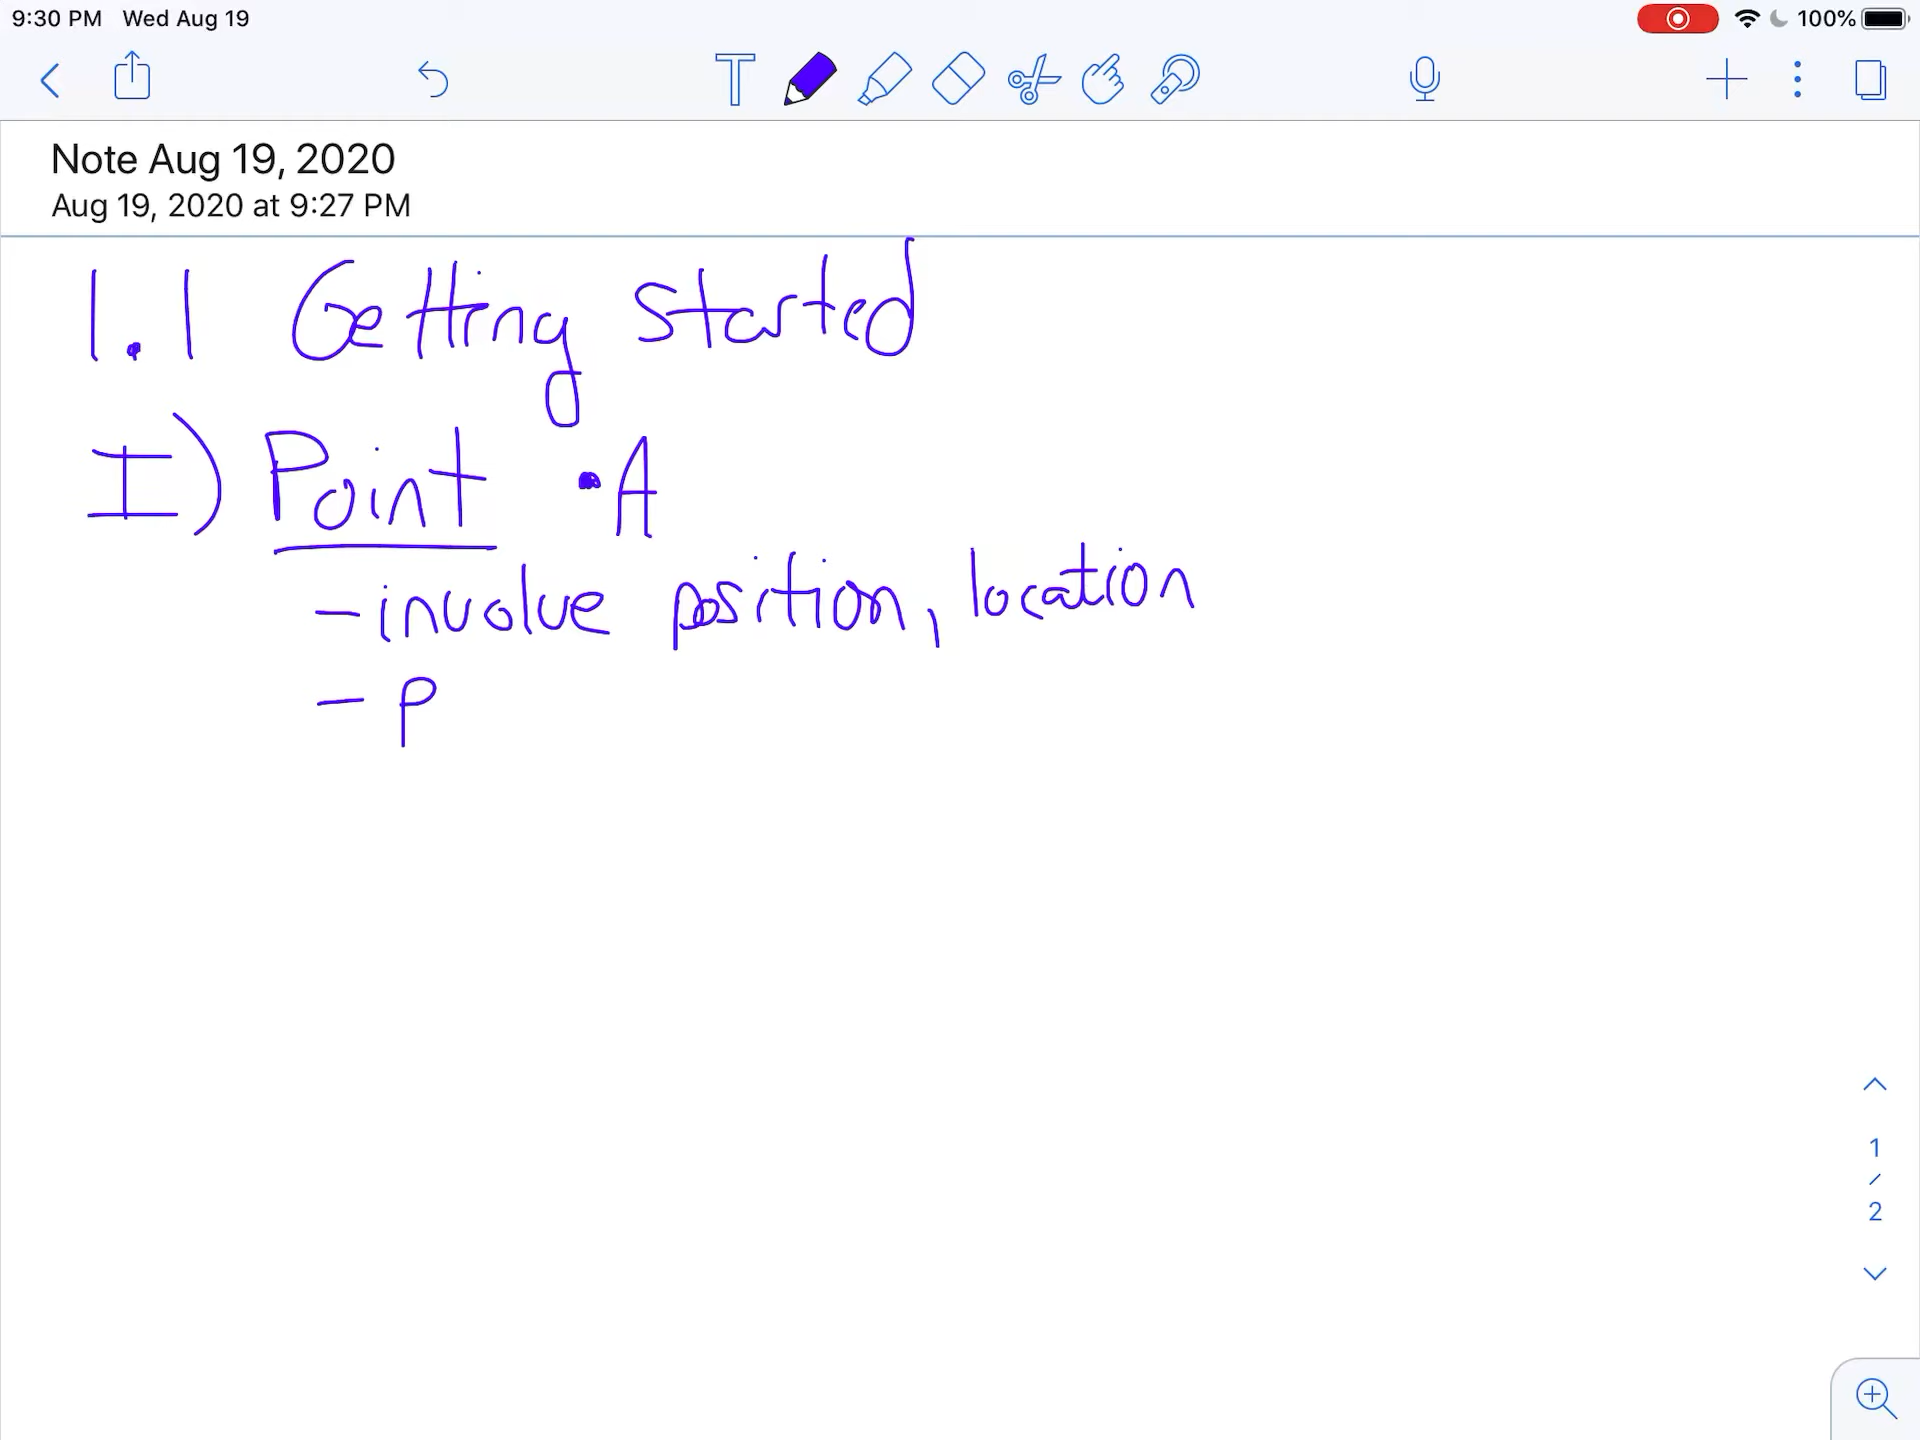 9:30 PM Wed Aug 19 100%
T
Note Aug 19, 2020
Aug 19, 2020 at 9:27 PM
1.1 Getting started
I) Point •A
- involve position, location
- p
1
/
2